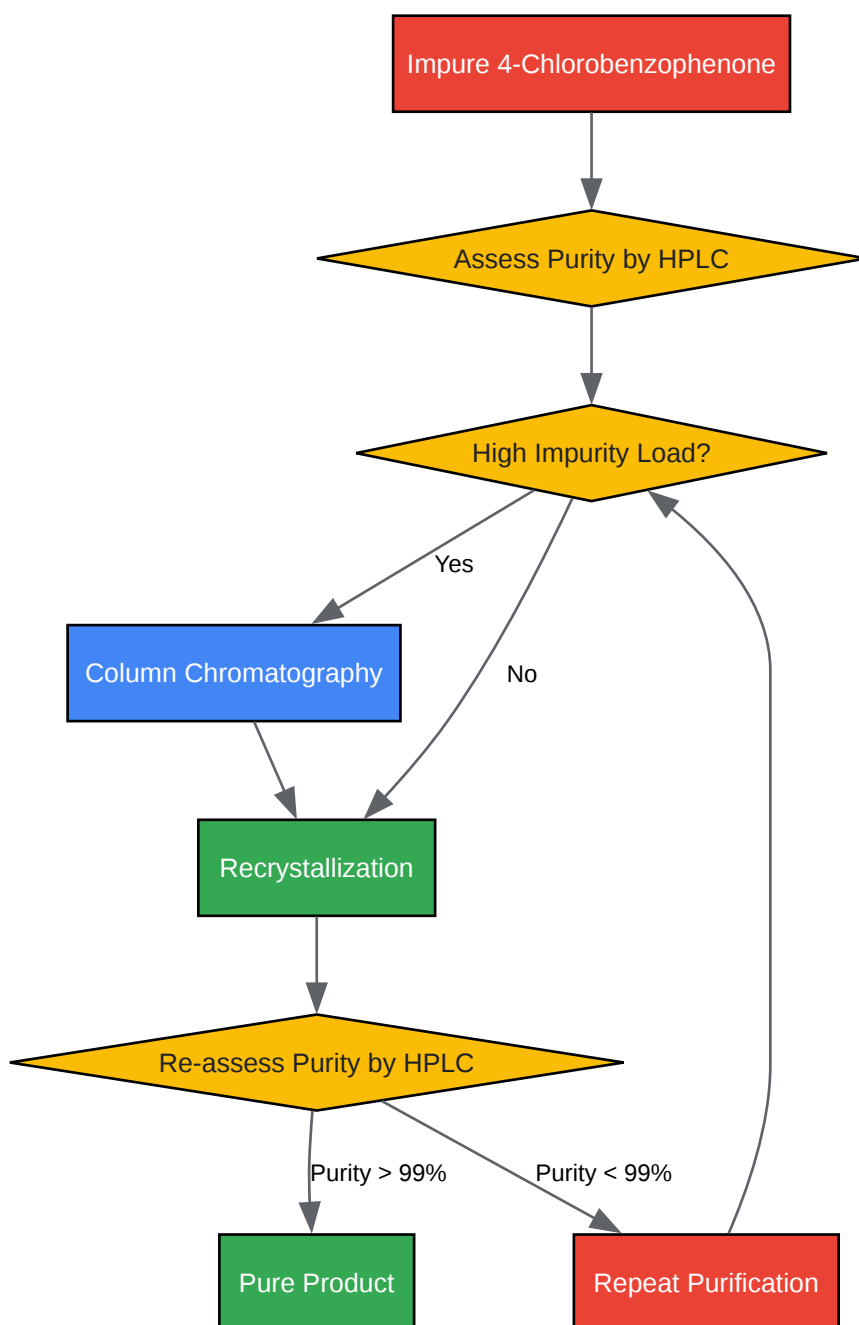 Impure 4-Chlorobenzophenone
Assess Purity by HPLC
High Impurity Load?
Yes
Column Chromatography
No
Recrystallization
Re-assess Purity by HPLC
Purity > 99%
Purity < 99%
Pure Product
Repeat Purification